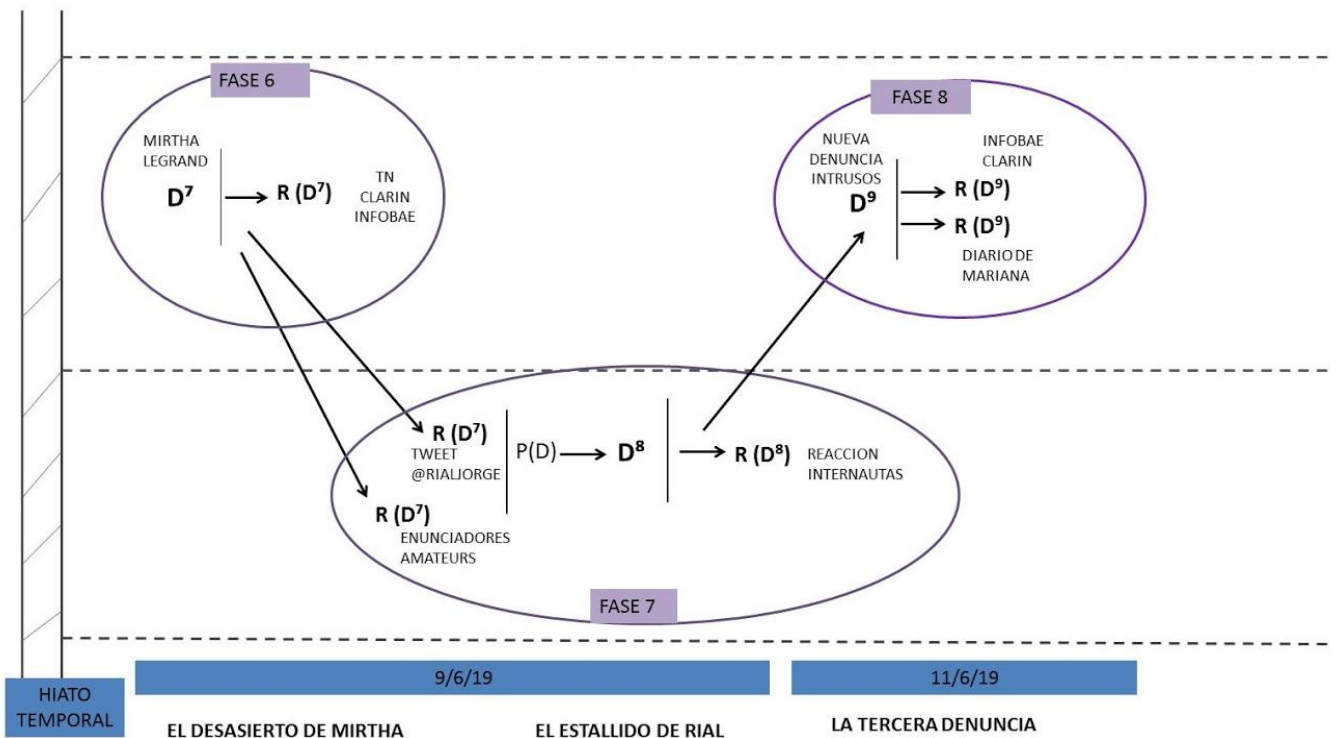 FASE 6
MIRTHA
LEGRAND
D⁷
R (D⁷)
TN
CLARIN
INFOBAE
FASE 8
NUEVA
DENUNCIA
INTRUSOS
D⁹
INFOBAE
CLARIN
R (D⁹)
R (D⁹)
DIARIO DE
MARIANA
R (D⁷)
TWEET
@RIALJORGE
P(D)
D⁸
R (D⁸)
REACCION
INTERNAUTAS
R (D⁷)
ENUNCIADORES
AMATEURS
FASE 7
HIATO
TEMPORAL
9/6/19
11/6/19
EL DESASIERTO DE MIRTHA
EL ESTALLIDO DE RIAL
LA TERCERA DENUNCIA